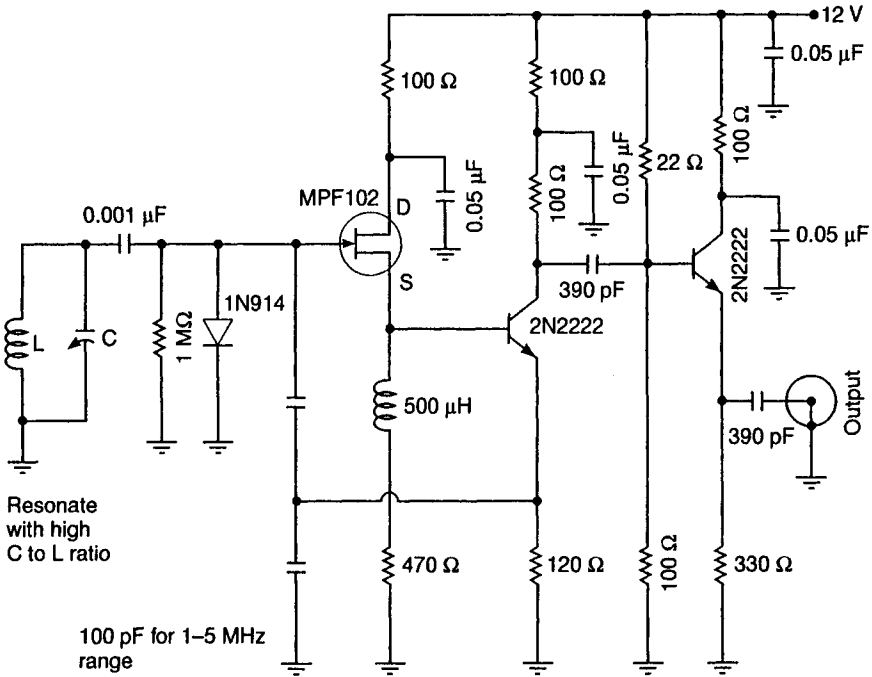 12 V
0.05 µF
100 Ω
100 Ω
100 Ω
22 Ω
0.05 µF
MPF102
D
0.05 µF
100 Ω
0.001 µF
2N2222
0.05 µF
S
390 pF
1N914
2N2222
L
C
1 MΩ
500 µH
390 pF
Output
Resonate
with high
C to L ratio
470 Ω
120 Ω
100 Ω
330 Ω
100 pF for 1–5 MHz
range